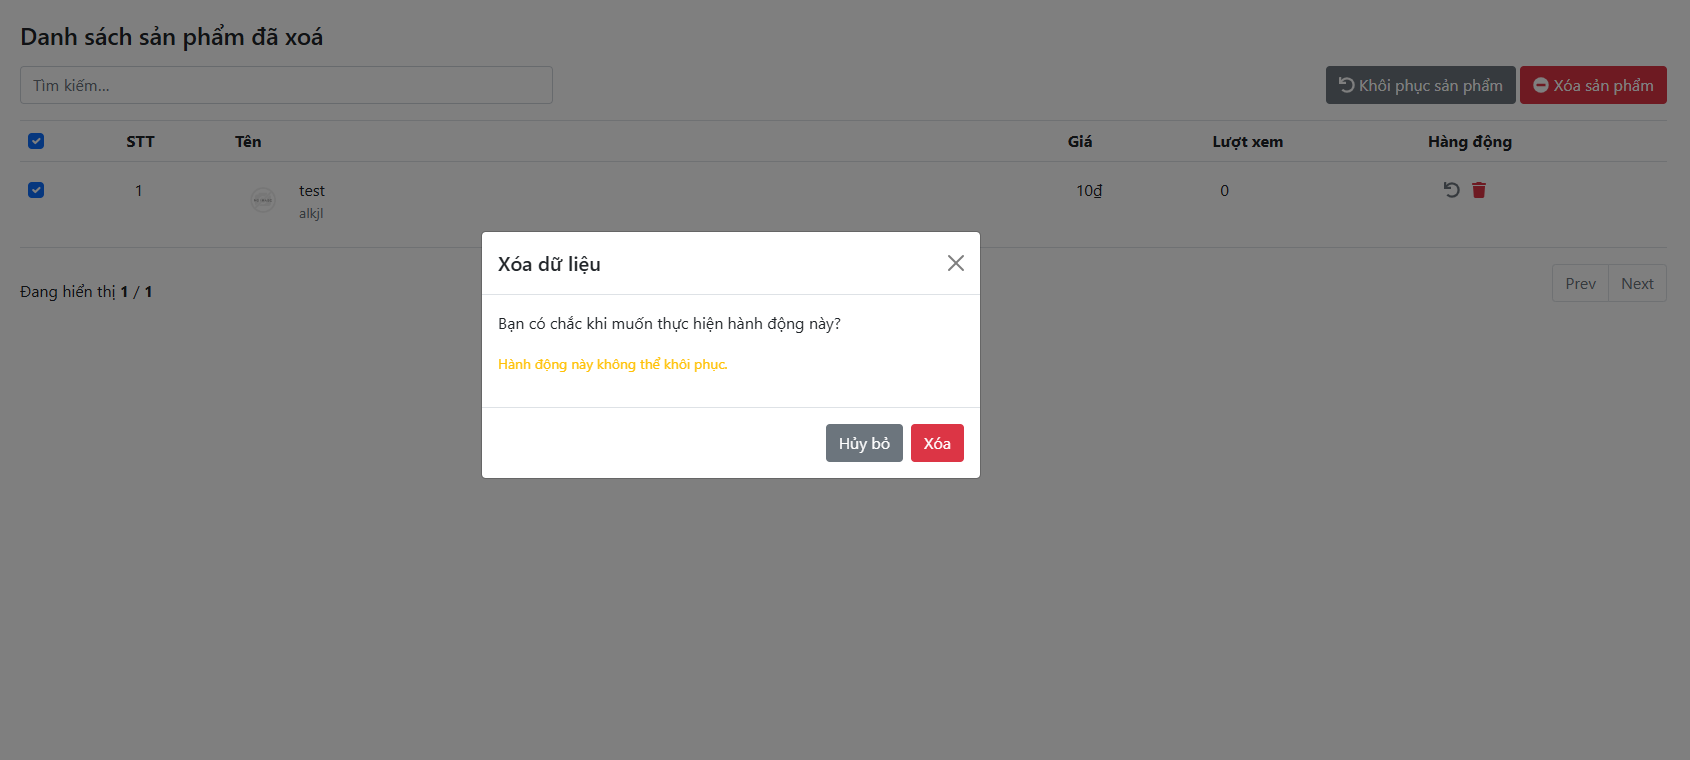 Danh sách sản phẩm đã xoá
Tìm kiếm...
Khôi phục sản phẩm
Xóa sản phẩm
STT Tên Giá Lượt xem Hàng động
1 test 10₫ 0
alkjl
Xóa dữ liệu
Bạn có chắc khi muốn thực hiện hành động này?
Hành động này không thể khôi phục.
Hủy bỏ Xóa
Đang hiển thị 1 / 1
Prev Next